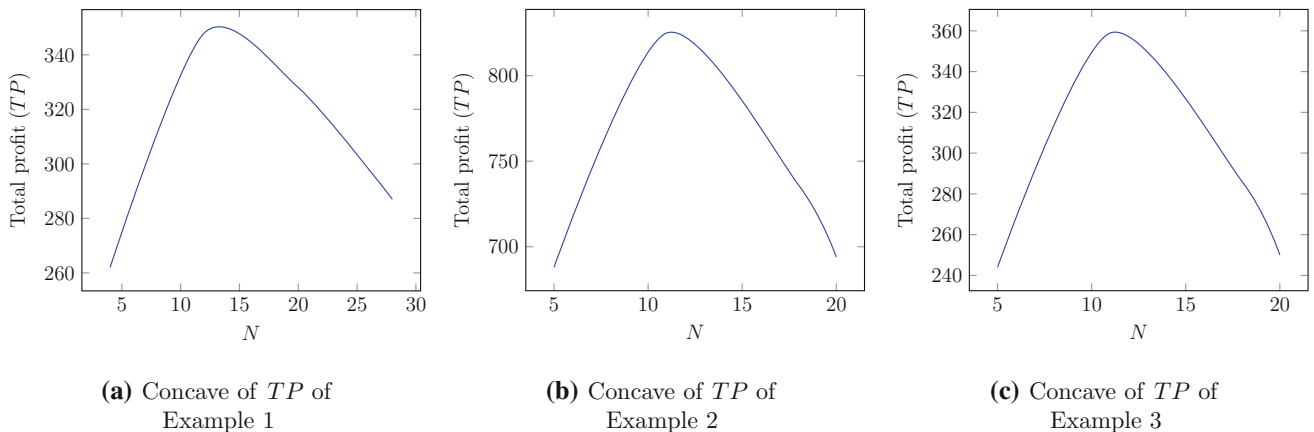 Total profit (TP)
340
320
300
280
260
5 10 15 20 25 30
N
(a) Concave of TP of
Example 1
Total profit (TP)
800
750
700
5 10 15 20
N
(b) Concave of TP of
Example 2
Total profit (TP)
360
340
320
300
280
260
240
5 10 15 20
N
(c) Concave of TP of
Example 3